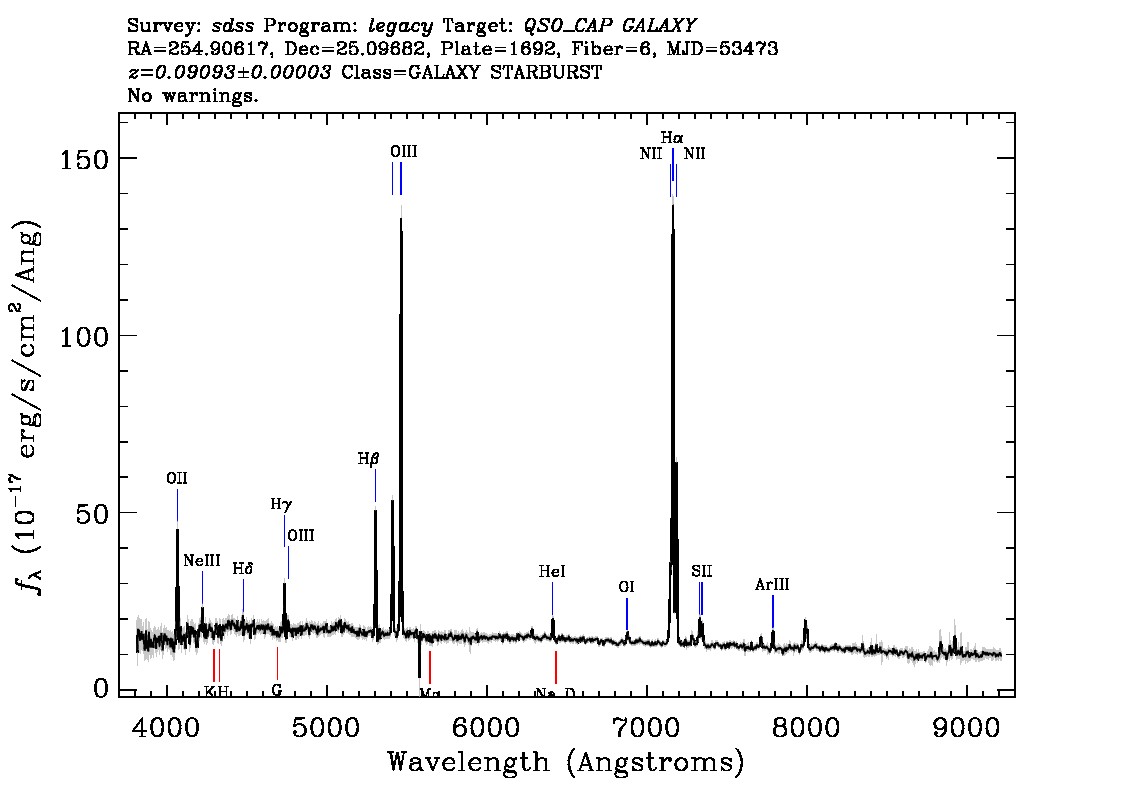 Survey: sdss Program: legacy Target: QSO_CAP GALAXY
RA=254.90617, Dec=25.09682, Plate=1692, Fiber=6, MJD=53473
z=0.09093±0.00003 Class=GALAXY STARBURST
No warnings.
Hα
OIII NII NII
150
100
Hβ
OII
Hγ
50
OIII
NeIII Hδ HeI SII
OI ArIII
0
K H G Mg Na D
4000 5000 6000 7000 8000 9000
Wavelength (Angstroms)
fλ (10⁻¹⁷ erg/s/cm²/Ang)